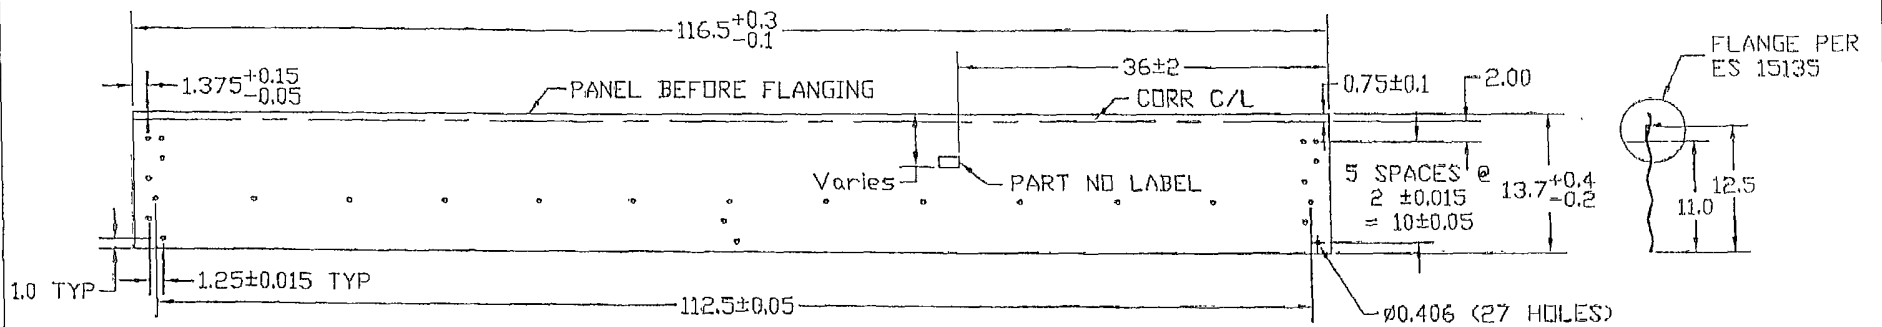 116.5+0.3
-0.1
FLANGE PER
ES 15135
36±2
1.375+0.15
-0.05
PANEL BEFORE FLANGING
CORR C/L
0.75±0.1
2.00
Varies
PART NO LABEL
5 SPACES @
2 ±0.015
= 10±0.05
13.7+0.4
-0.2
11.0
12.5
1.0 TYP
1.25±0.015 TYP
112.5±0.05
Ø0.406 (27 HOLES)